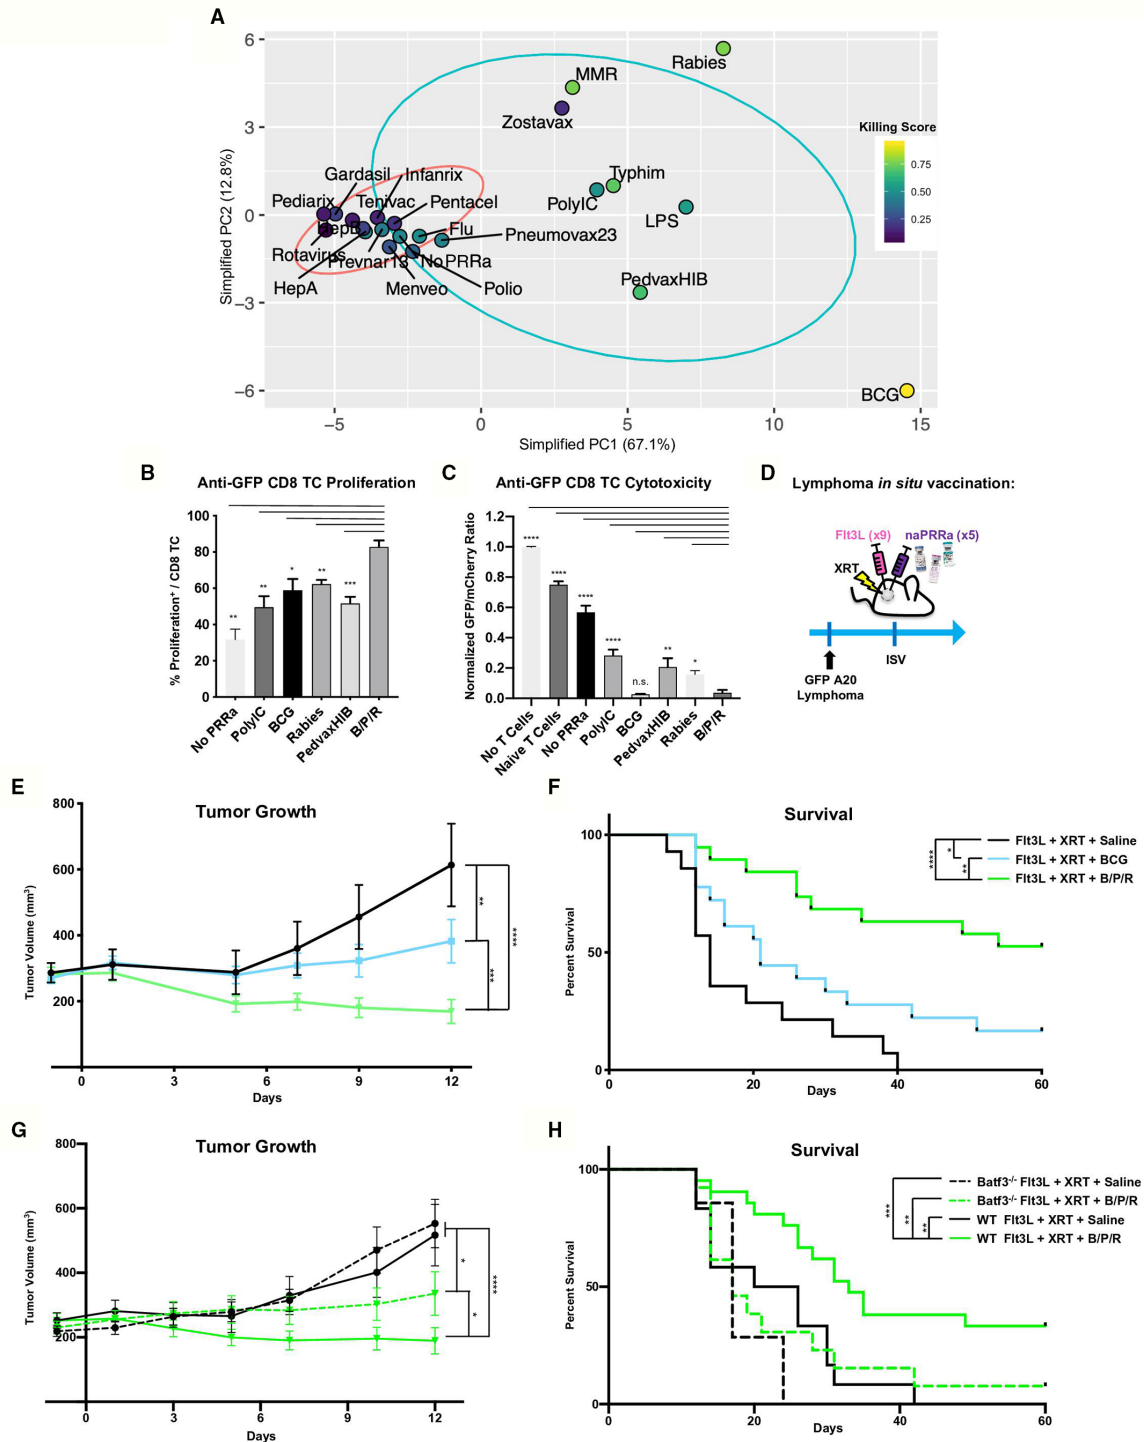 A
Simplified PC2 (12.8%)
6
3
0
−3
−6
−5
0
5
10
15
Simplified PC1 (67.1%)
Rabies
MMR
Zostavax
Typhim
PolyIC
LPS
PedvaxHIB
BCG
Gardasil
Infanrix
Pediarix
Tenivac
Pentacel
HepB
Flu
Pneumovax23
Rotavirus
Prevnar13
NoPRRa
HepA
Menveo
Polio
Killing Score
0.75
0.50
0.25
B
Anti-GFP CD8 TC Proliferation
% Proliferation⁺ / CD8 TC
100
80
60
40
20
0
**
**
*
**
***
No PRRa
PolyIC
BCG
Rabies
PedvaxHIB
B/P/R
C
Anti-GFP CD8 TC Cytotoxicity
Normalized GFP/mCherry Ratio
1.2
1.0
0.8
0.6
0.4
0.2
0.0
****
****
****
****
n.s.
**
*
No T Cells
Naive T Cells
No PRRa
PolyIC
BCG
PedvaxHIB
Rabies
B/P/R
D
Lymphoma in situ vaccination:
Flt3L (x9)
naPRRa (x5)
XRT
ISV
GFP A20
Lymphoma
E
Tumor Growth
Tumor Volume (mm³)
800
600
400
200
0
3
6
9
12
Days
**
***
****
F
Survival
Percent Survival
100
50
0
0
20
40
60
Days
Flt3L + XRT + Saline
Flt3L + XRT + BCG
Flt3L + XRT + B/P/R
****
*
**
G
Tumor Growth
Tumor Volume (mm³)
800
600
400
200
0
3
6
9
12
Days
*
*
****
H
Survival
Percent Survival
100
50
0
0
20
40
60
Days
Batf3⁻/⁻ Flt3L + XRT + Saline
Batf3⁻/⁻ Flt3L + XRT + B/P/R
WT Flt3L + XRT + Saline
WT Flt3L + XRT + B/P/R
***
**
**